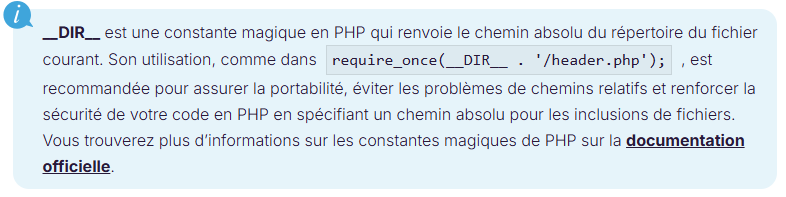 i
__DIR__ est une constante magique en PHP qui renvoie le chemin absolu du répertoire du fichier
courant. Son utilisation, comme dans require_once(__DIR__ . '/header.php'); , est
recommandée pour assurer la portabilité, éviter les problèmes de chemins relatifs et renforcer la
sécurité de votre code en PHP en spécifiant un chemin absolu pour les inclusions de fichiers.
Vous trouverez plus d’informations sur les constantes magiques de PHP sur la documentation
officielle.